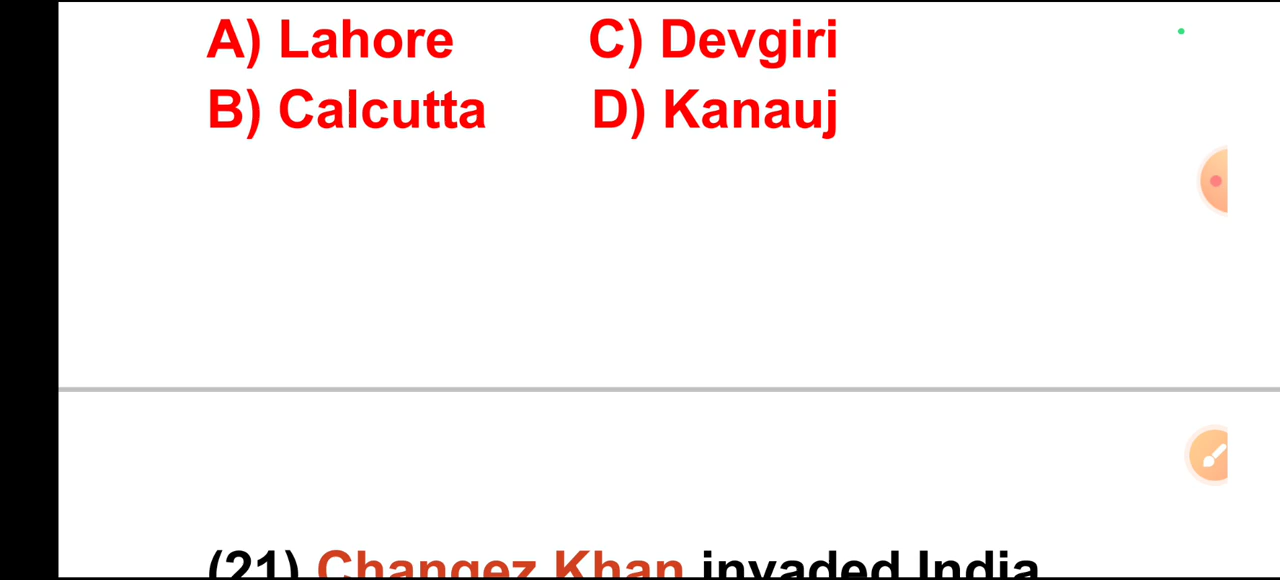 A) Lahore C) Devgiri
B) Calcutta D) Kanauj
(21) Changez Khan invaded India